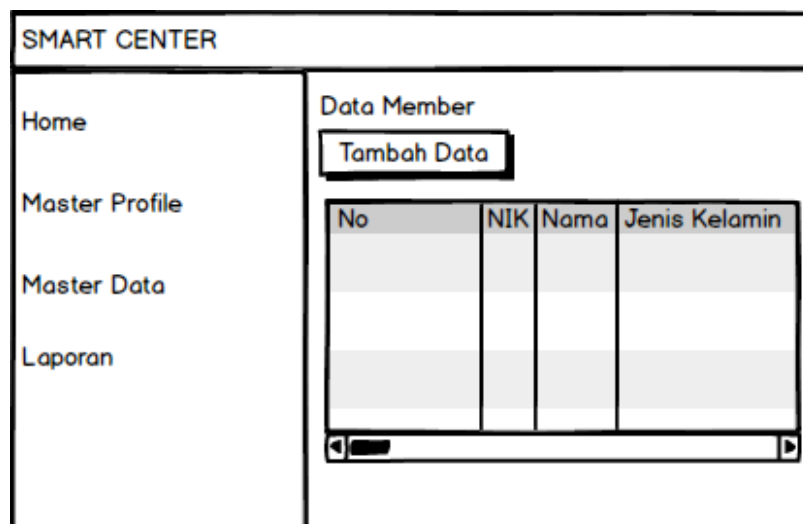 SMART CENTER
Home
Master Profile
Master Data
Laporan
Data Member
Tambah Data
No NIK Nama Jenis Kelamin